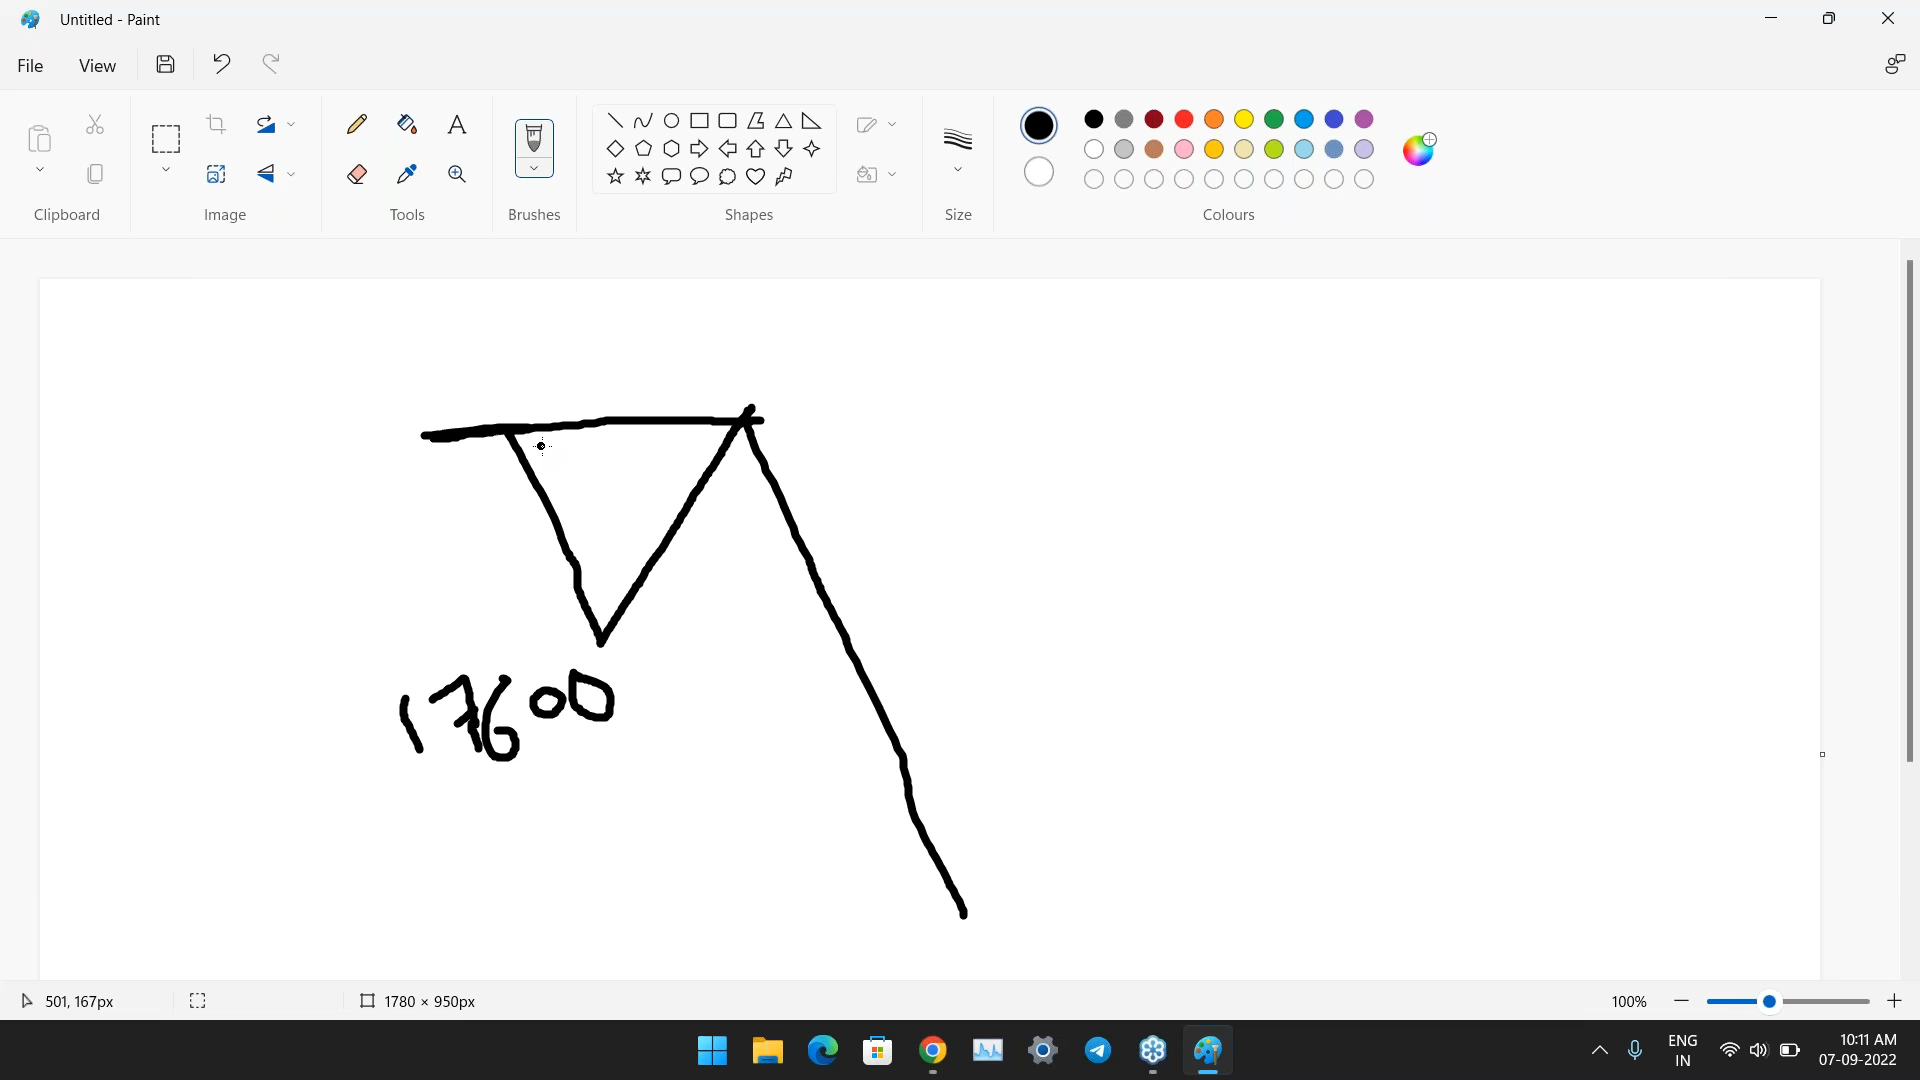 Untitled - Paint
File View
Clipboard Image Tools Brushes Shapes Size Colours
17600
501, 167px 1780 × 950px 100%
ENG
IN
10:11 AM
07-09-2022